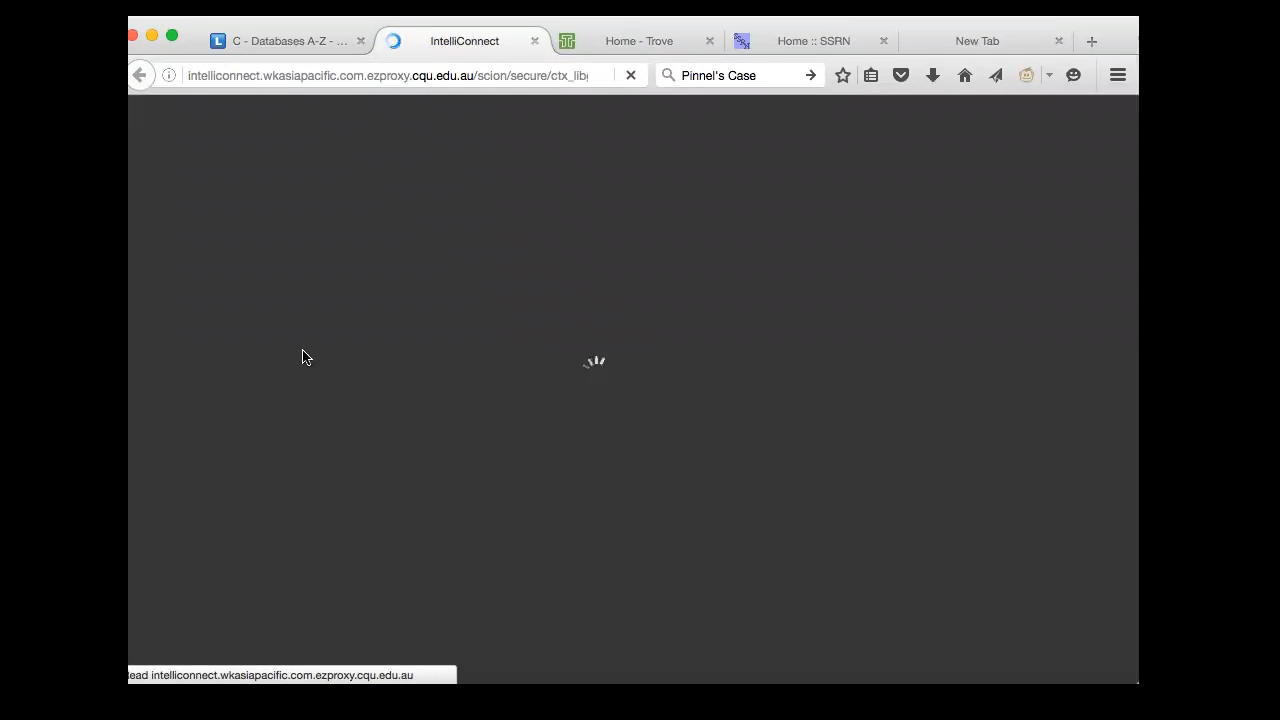 C - Databases A-Z - ...
IntelliConnect
Home - Trove
Home :: SSRN
New Tab
intelliconnect.wkasiapacific.com.ezproxy.cqu.edu.au/scion/secure/ctx_lib
Pinnel's Case
ead intelliconnect.wkasiapacific.com.ezproxy.cqu.edu.au